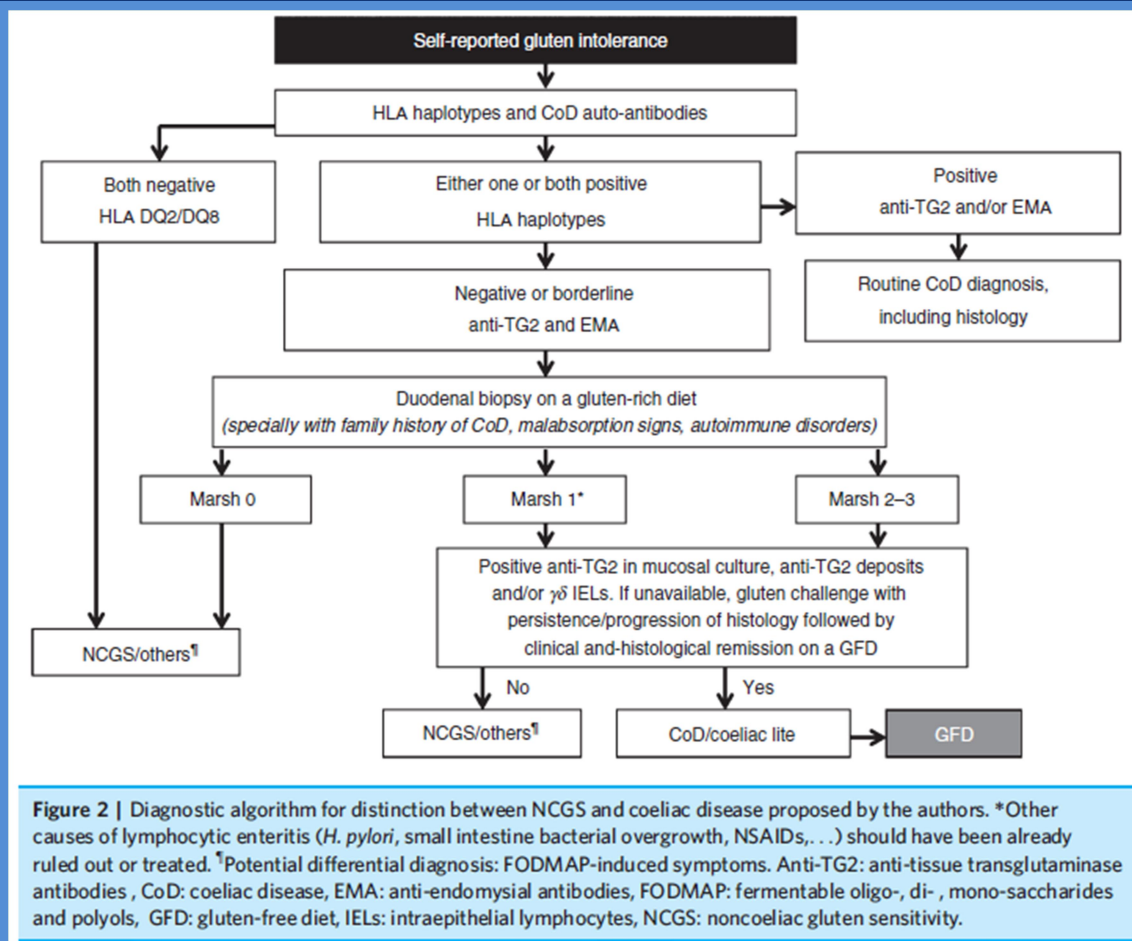 Self-reported gluten intolerance
HLA haplotypes and CoD auto-antibodies
Both negative
HLA DQ2/DQ8
Either one or both positive
HLA haplotypes
Positive
anti-TG2 and/or EMA
Routine CoD diagnosis,
including histology
Negative or borderline
anti-TG2 and EMA
Duodenal biopsy on a gluten-rich diet
(specially with family history of CoD, malabsorption signs, autoimmune disorders)
Marsh 0
Marsh 1*
Marsh 2–3
Positive anti-TG2 in mucosal culture, anti-TG2 deposits
and/or γδ IELs. If unavailable, gluten challenge with
persistence/progression of histology followed by
clinical and-histological remission on a GFD
NCGS/others¶
No
Yes
NCGS/others¶
CoD/coeliac lite
GFD
Figure 2 | Diagnostic algorithm for distinction between NCGS and coeliac disease proposed by the authors. *Other
causes of lymphocytic enteritis (H. pylori, small intestine bacterial overgrowth, NSAIDs,...) should have been already
ruled out or treated. ¶Potential differential diagnosis: FODMAP-induced symptoms. Anti-TG2: anti-tissue transglutaminase
antibodies , CoD: coeliac disease, EMA: anti-endomysial antibodies, FODMAP: fermentable oligo-, di- , mono-saccharides
and polyols, GFD: gluten-free diet, IELs: intraepithelial lymphocytes, NCGS: noncoeliac gluten sensitivity.